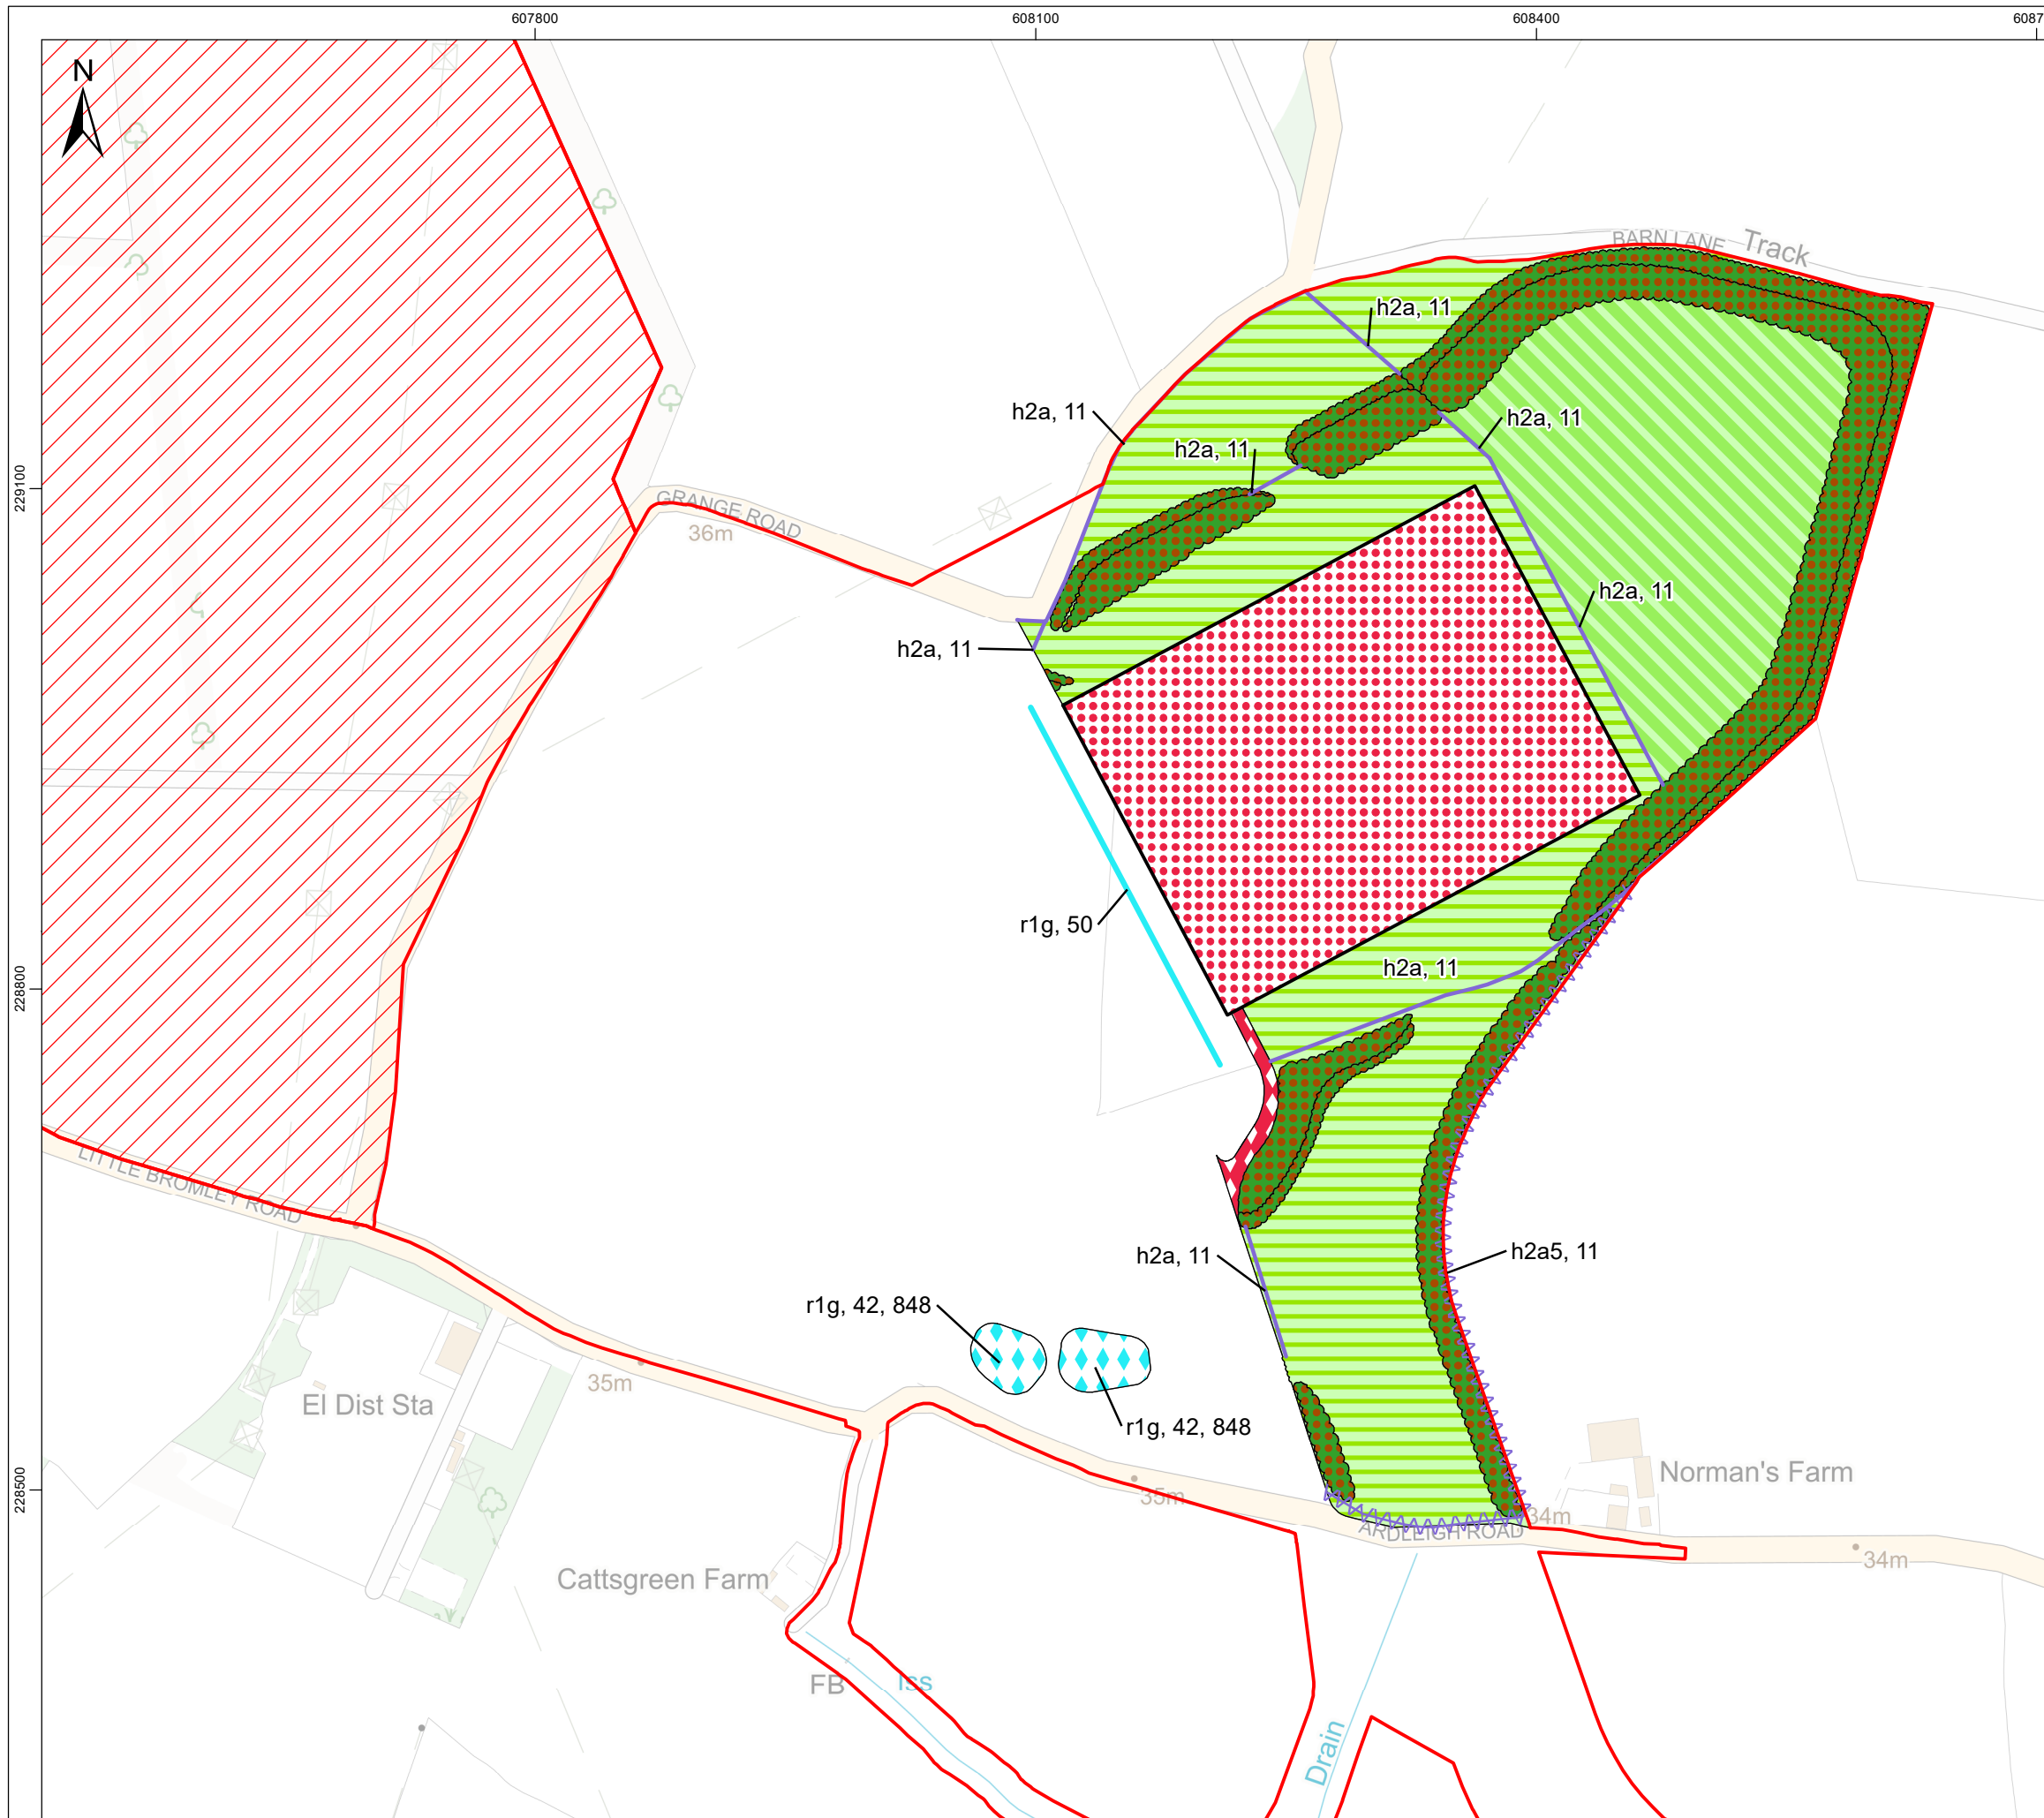 607800
608100
608400
6087
N
BARN LANE
Track
h2a, 11
h2a, 11
h2a, 11
h2a, 11
229100
GRANGE ROAD
36m
h2a, 11
h2a, 11
r1g, 50
h2a, 11
228800
LITTLE BROMLEY ROAD
h2a, 11
h2a5, 11
r1g, 42, 848
35m
El Dist Sta
r1g, 42, 848
Norman's Farm
228500
35m
34m
ARDLEIGH ROAD
34m
Cattsgreen Farm
FB
Iss
Drain